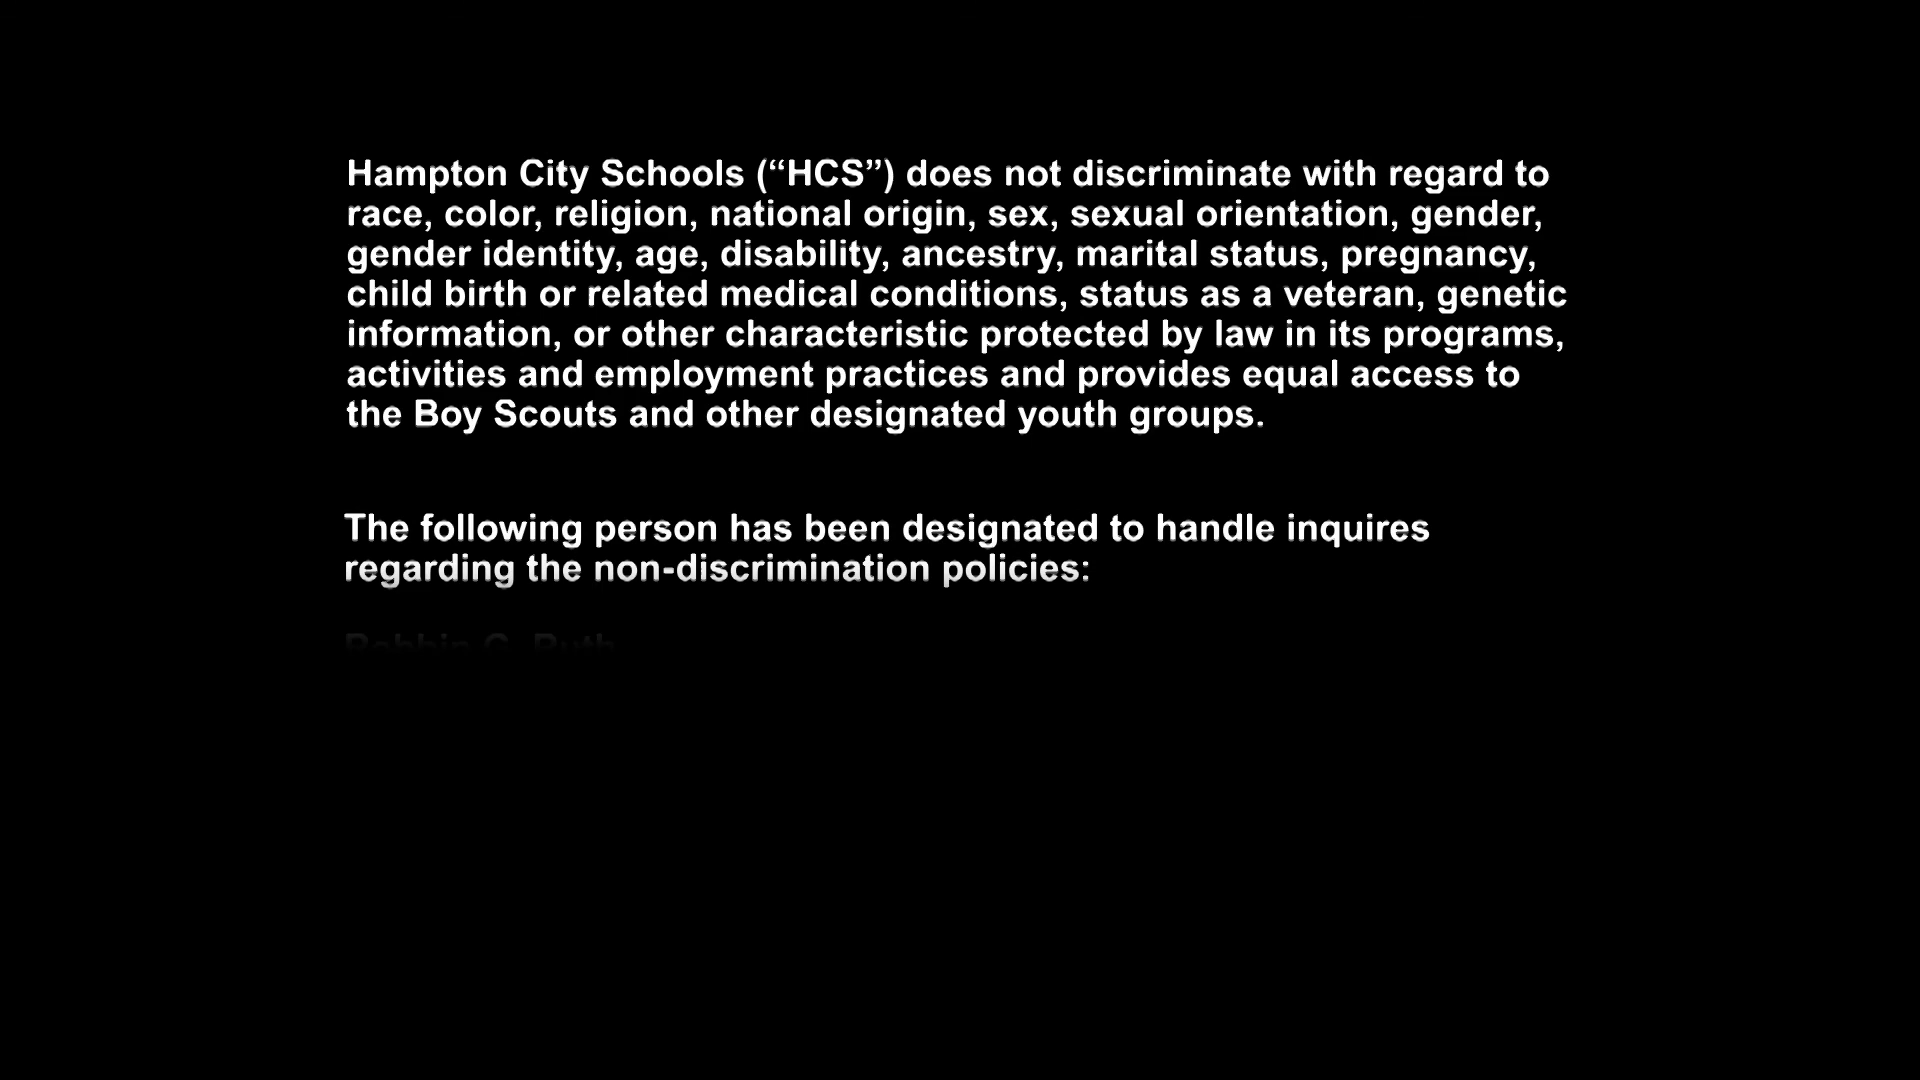 Hampton City Schools (“HCS”) does not discriminate with regard to
race, color, religion, national origin, sex, sexual orientation, gender,
gender identity, age, disability, ancestry, marital status, pregnancy,
child birth or related medical conditions, status as a veteran, genetic
information, or other characteristic protected by law in its programs,
activities and employment practices and provides equal access to
the Boy Scouts and other designated youth groups.
The following person has been designated to handle inquires
regarding the non-discrimination policies: